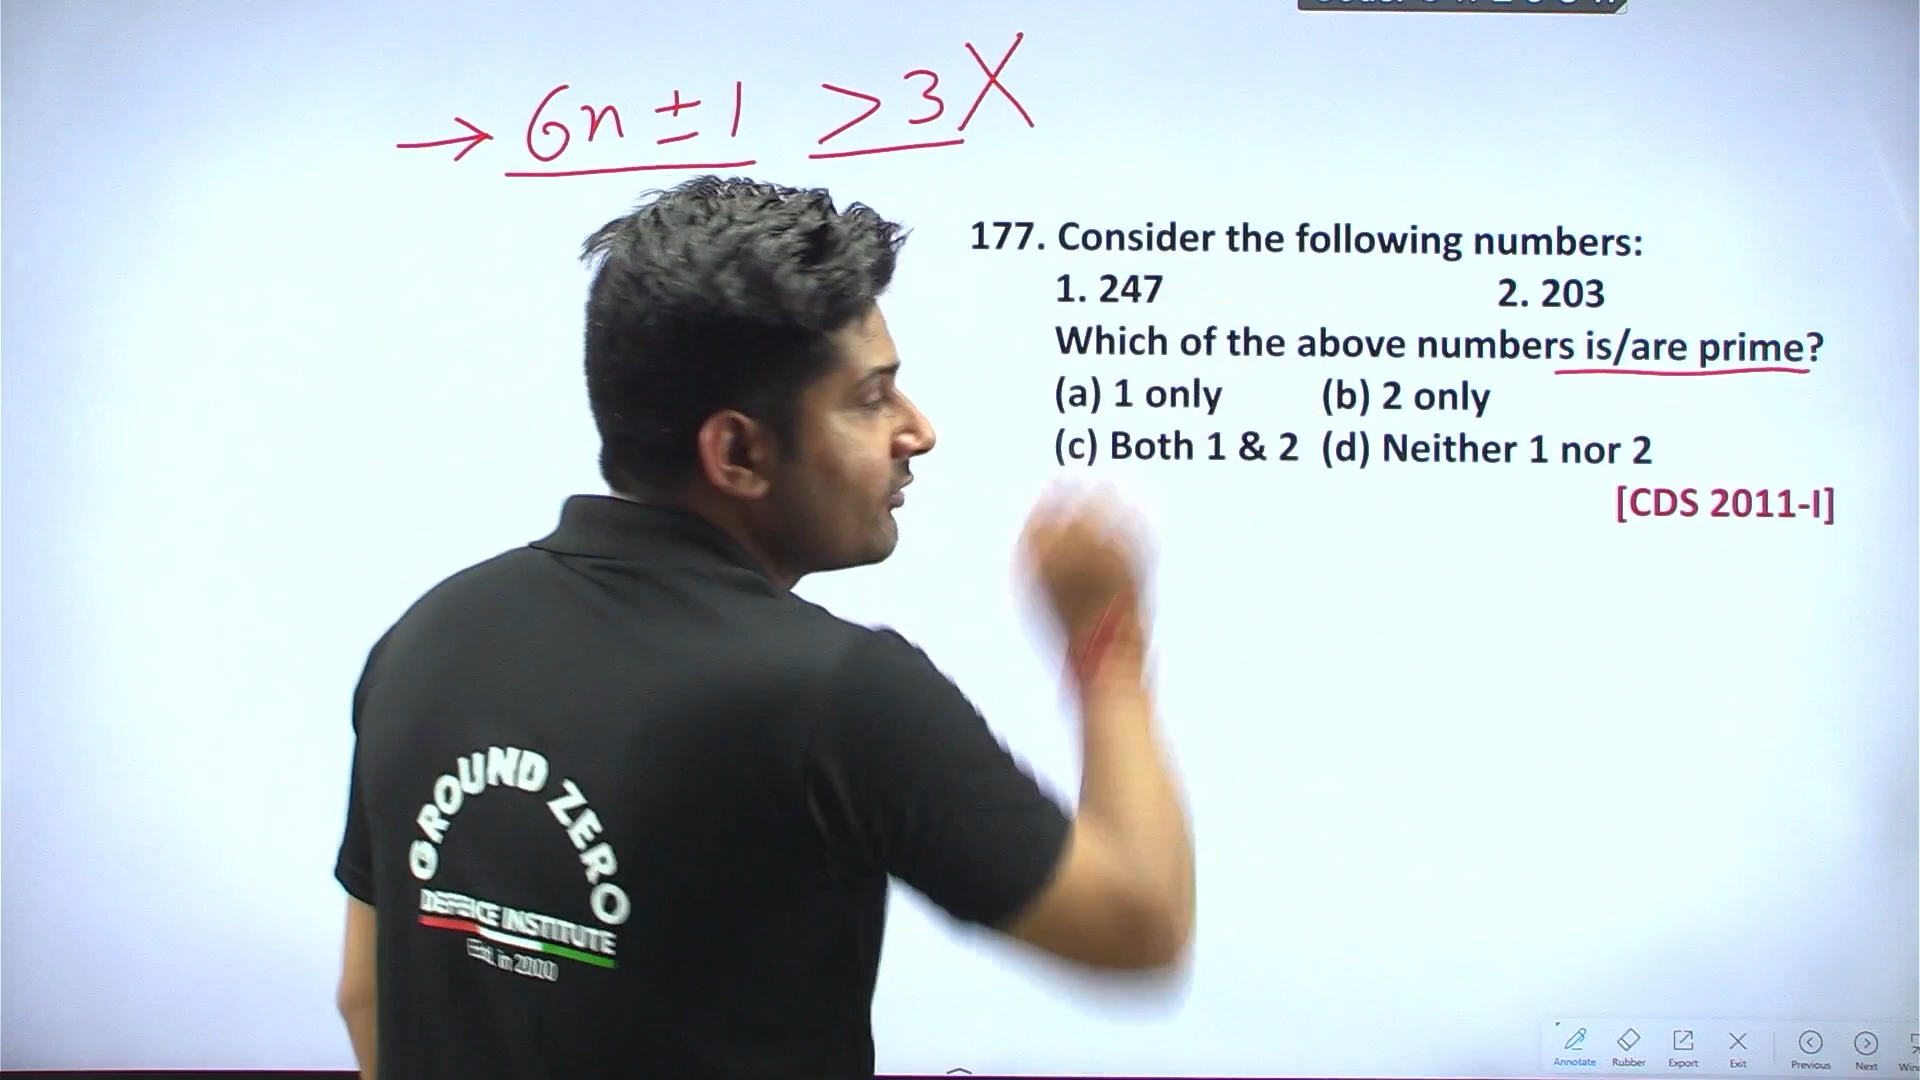 → 6n ± 1 > 3 X
177. Consider the following numbers:
1. 247 2. 203
Which of the above numbers is/are prime?
(a) 1 only (b) 2 only
(c) Both 1 & 2 (d) Neither 1 nor 2
[CDS 2011-I]
GROUND ZERO
DEFENCE INSTITUTE
Estd. in 2000
Annotate Rubber Export Exit Previous Next